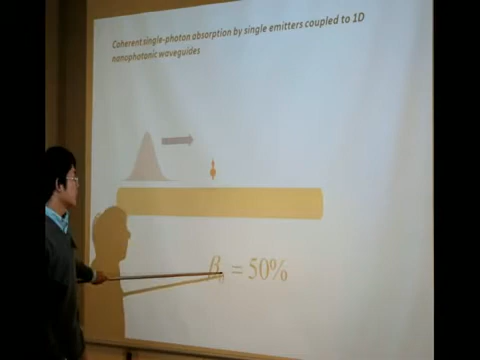 Coherent single-photon absorption by single emitters coupled to 1D
nanophotonic waveguides
β = 50%